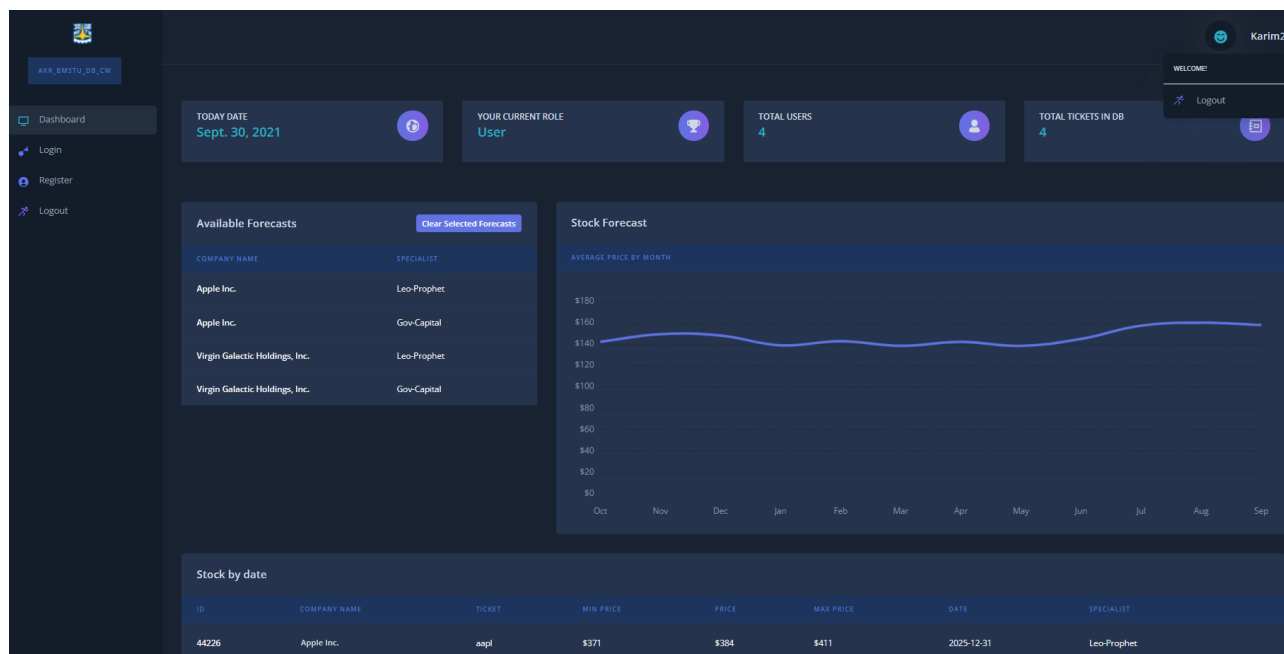 Karim2
AKR_BMSTU_DB_CW
WELCOME!
Logout
Dashboard
Login
Register
Logout
TODAY DATE
Sept. 30, 2021
YOUR CURRENT ROLE
User
TOTAL USERS
4
TOTAL TICKETS IN DB
4
Available Forecasts
Clear Selected Forecasts
COMPANY NAME SPECIALIST
Apple Inc. Leo-Prophet
Apple Inc. Gov-Capital
Virgin Galactic Holdings, Inc. Leo-Prophet
Virgin Galactic Holdings, Inc. Gov-Capital
Stock Forecast
AVERAGE PRICE BY MONTH
$180
$160
$140
$120
$100
$80
$60
$40
$20
$0
Oct Nov Dec Jan Feb Mar Apr May Jun Jul Aug Sep
Stock by date
ID COMPANY NAME TICKET MIN PRICE PRICE MAX PRICE DATE SPECIALIST
44226 Apple Inc. aapl $371 $384 $411 2025-12-31 Leo-Prophet